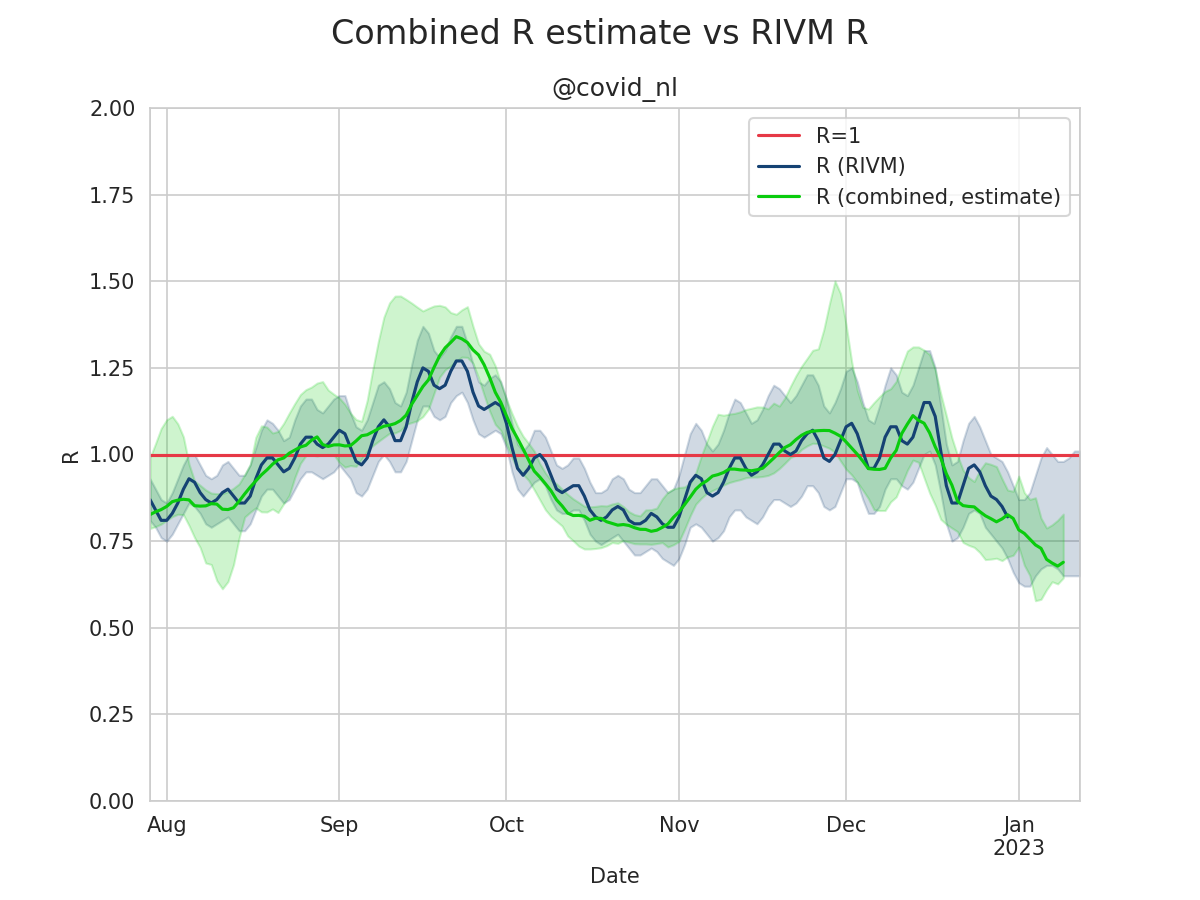 Combined R estimate vs RIVM R
@covid_nl
R=1
R (RIVM)
R (combined, estimate)
2.00
1.75
1.50
1.25
1.00
0.75
0.50
0.25
0.00
R
Aug Sep Oct Nov Dec Jan
2023
Date